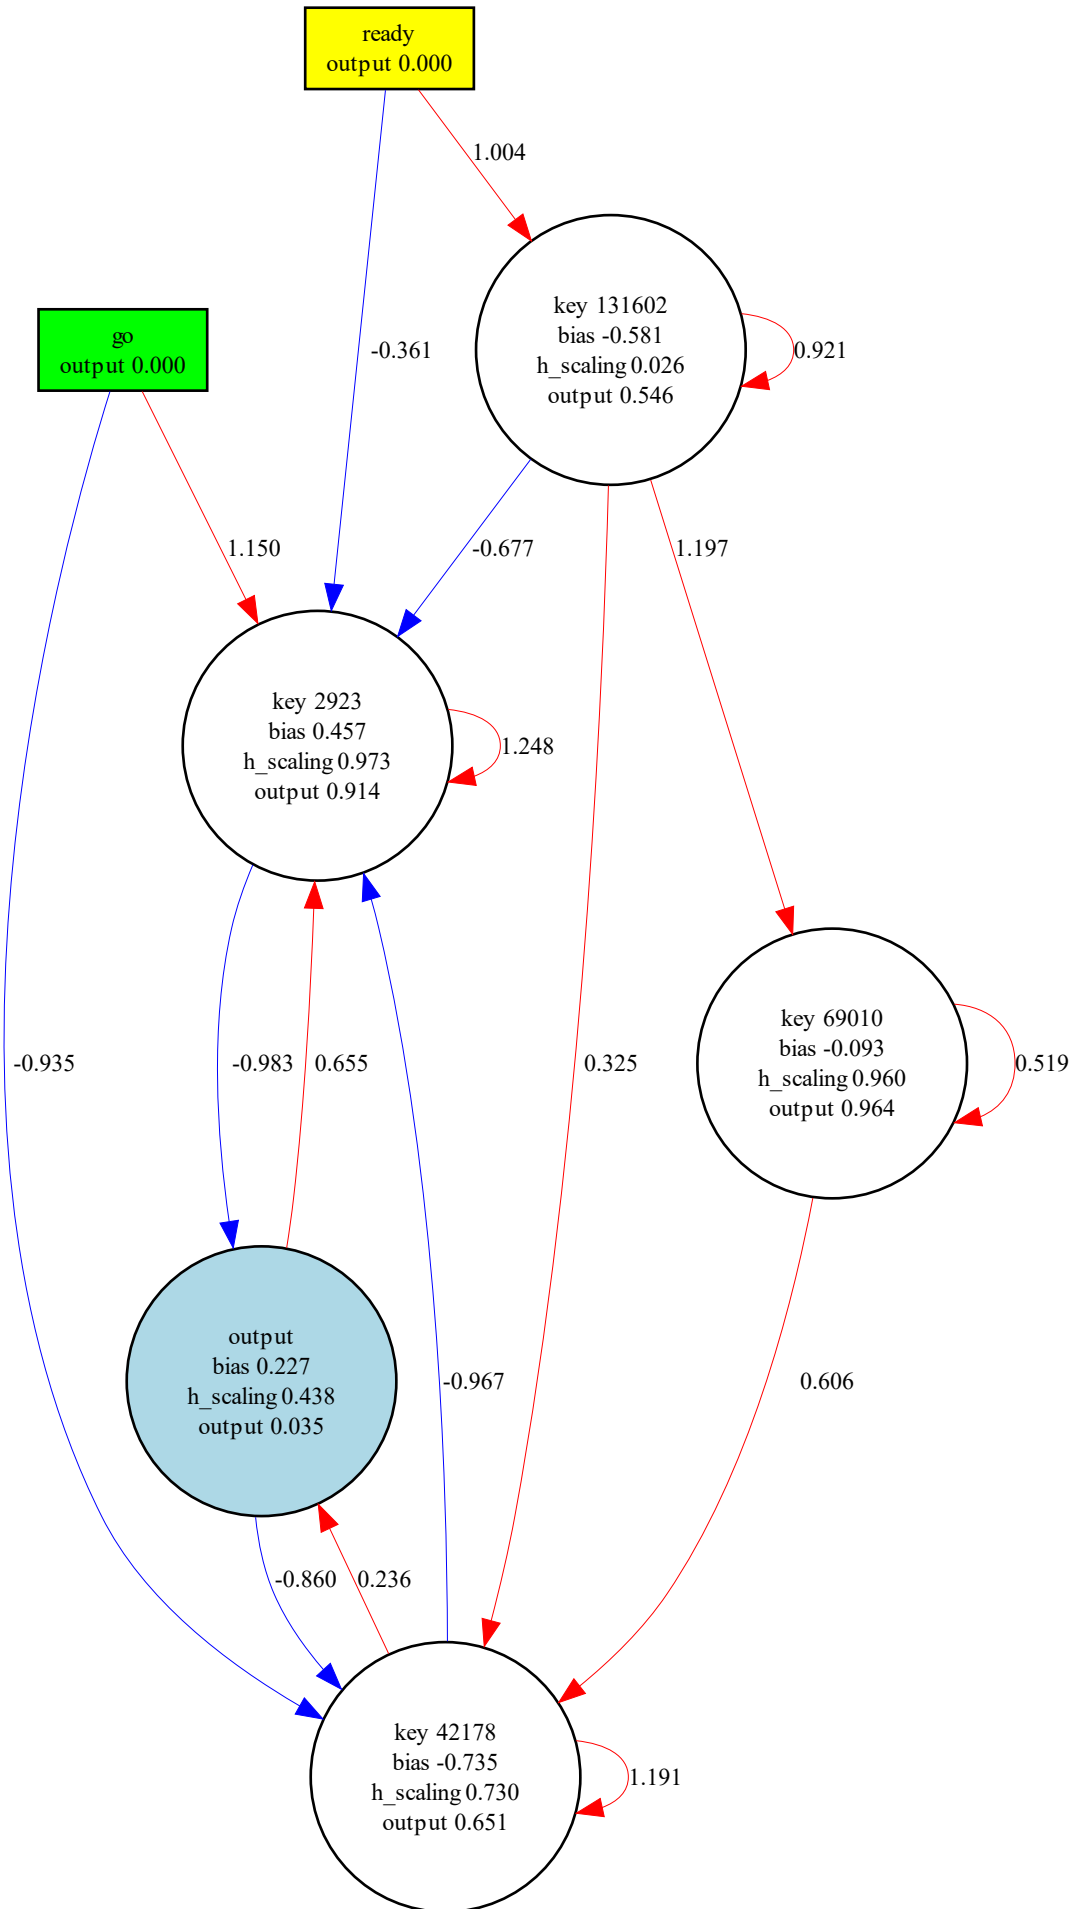 ready
output 0.000
1.004
key 131602
bias -0.581
h_scaling 0.026
output 0.546
0.921
-0.361
go
output 0.000
1.150
-0.677
1.197
key 2923
bias 0.457
h_scaling 0.973
output 0.914
1.248
key 69010
bias -0.093
h_scaling 0.960
output 0.964
0.519
-0.935
-0.983
0.655
0.325
output
bias 0.227
h_scaling 0.438
output 0.035
-0.967
0.606
-0.860
0.236
key 42178
bias -0.735
h_scaling 0.730
output 0.651
1.191